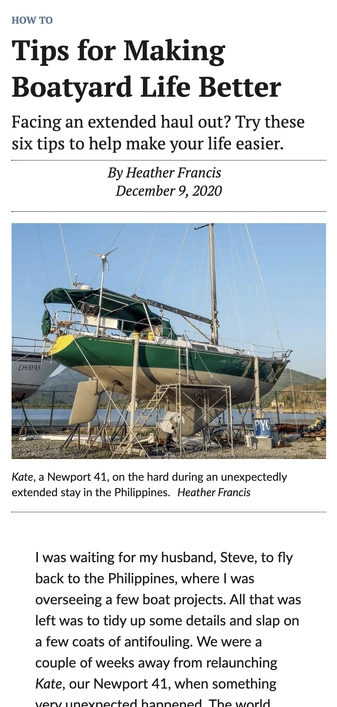 HOW TO
Tips for Making
Boatyard Life Better
Facing an extended haul out? Try these
six tips to help make your life easier.
By Heather Francis
December 9, 2020
PYC
Kate, a Newport 41, on the hard during an unexpectedly
extended stay in the Philippines. Heather Francis
I was waiting for my husband, Steve, to fly
back to the Philippines, where I was
overseeing a few boat projects. All that was
left was to tidy up some details and slap on
a few coats of antifouling. We were a
couple of weeks away from relaunching
Kate, our Newport 41, when something
very unexpected happened. The world